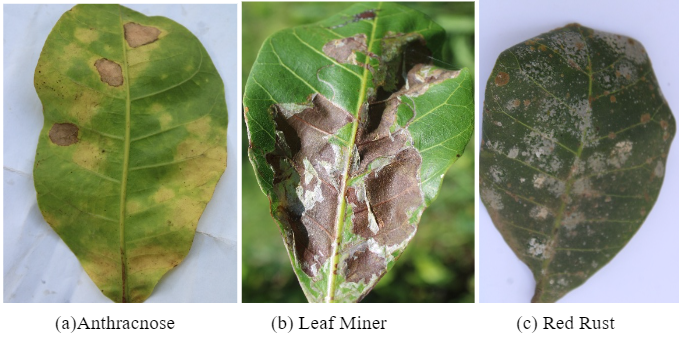 (a)Anthracnose
(b) Leaf Miner
(c) Red Rust